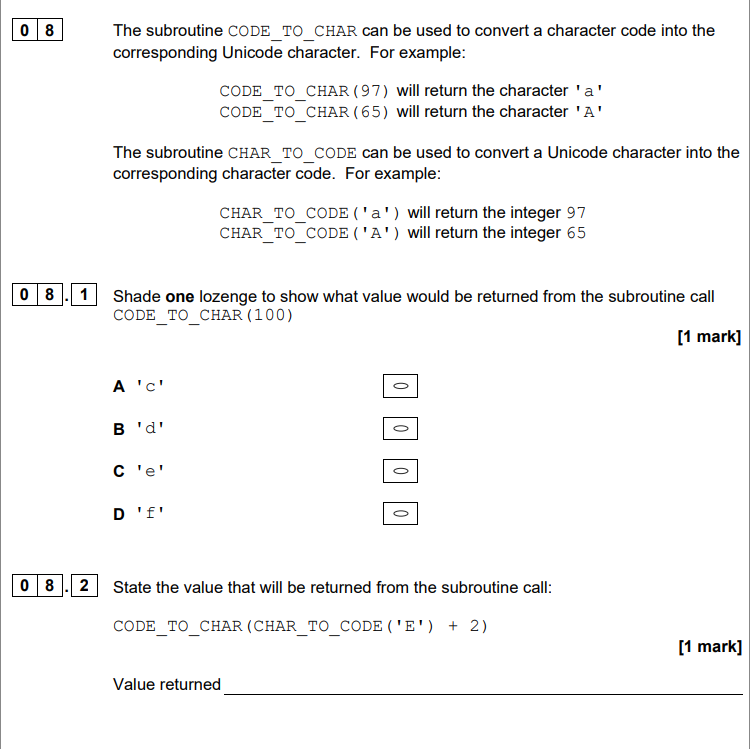 0 8 The subroutine CODE_TO_CHAR can be used to convert a character code into the
corresponding Unicode character. For example:
CODE_TO_CHAR(97) will return the character 'a'
CODE_TO_CHAR(65) will return the character 'A'
The subroutine CHAR_TO_CODE can be used to convert a Unicode character into the
corresponding character code. For example:
CHAR_TO_CODE('a') will return the integer 97
CHAR_TO_CODE('A') will return the integer 65
0 8 . 1 Shade one lozenge to show what value would be returned from the subroutine call
CODE_TO_CHAR(100)
[1 mark]
A 'c'
B 'd'
C 'e'
D 'f'
0 8 . 2 State the value that will be returned from the subroutine call:
CODE_TO_CHAR(CHAR_TO_CODE('E') + 2)
[1 mark]
Value returned